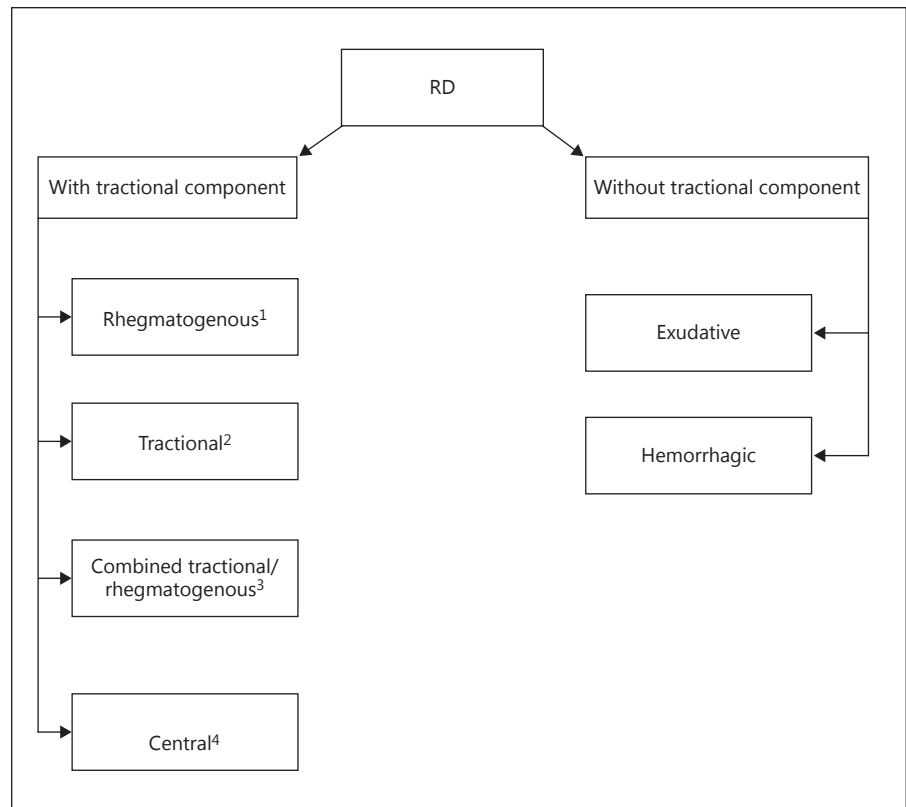 RD
With tractional component
Without tractional component
Rhegmatogenous1
Exudative
Tractional2
Hemorrhagic
Combined tractional/
rhegmatogenous3
Central4